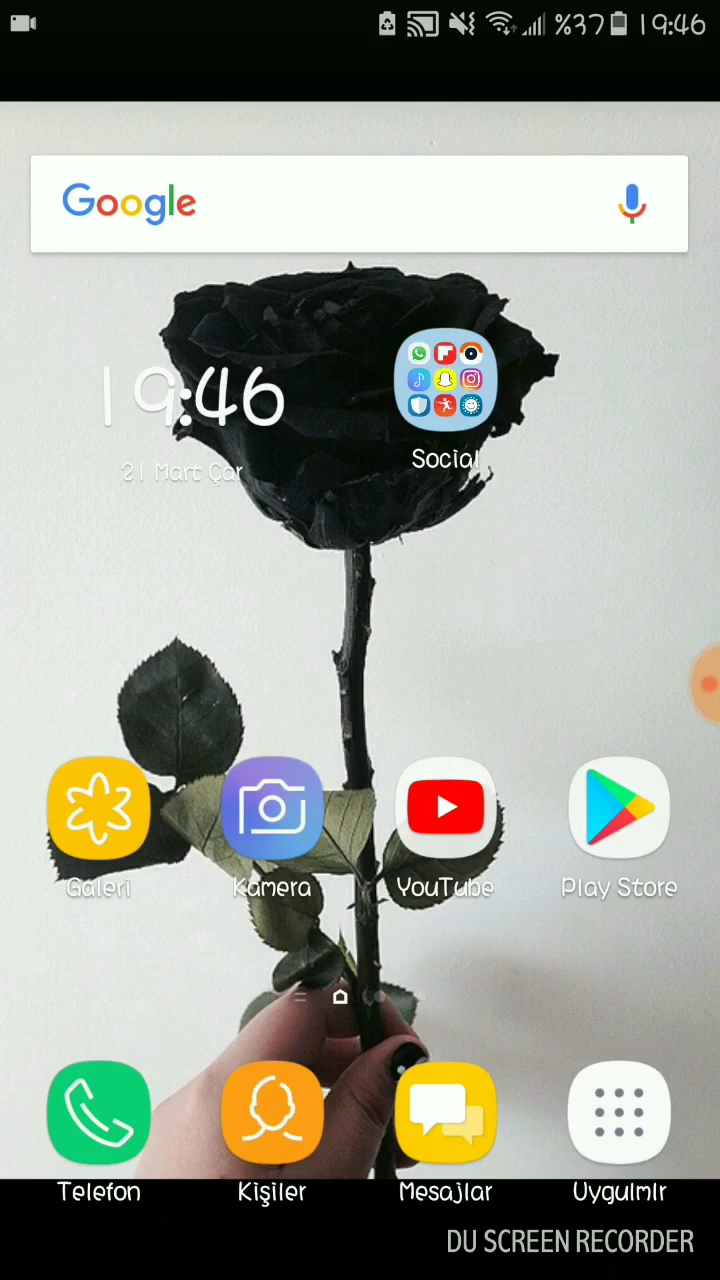 %37 19:46
Google
19:46
21 Mart Çar
Social
Galeri Kamera YouTube Play Store
Telefon Kişiler Mesajlar Uygulmlr
DU SCREEN RECORDER